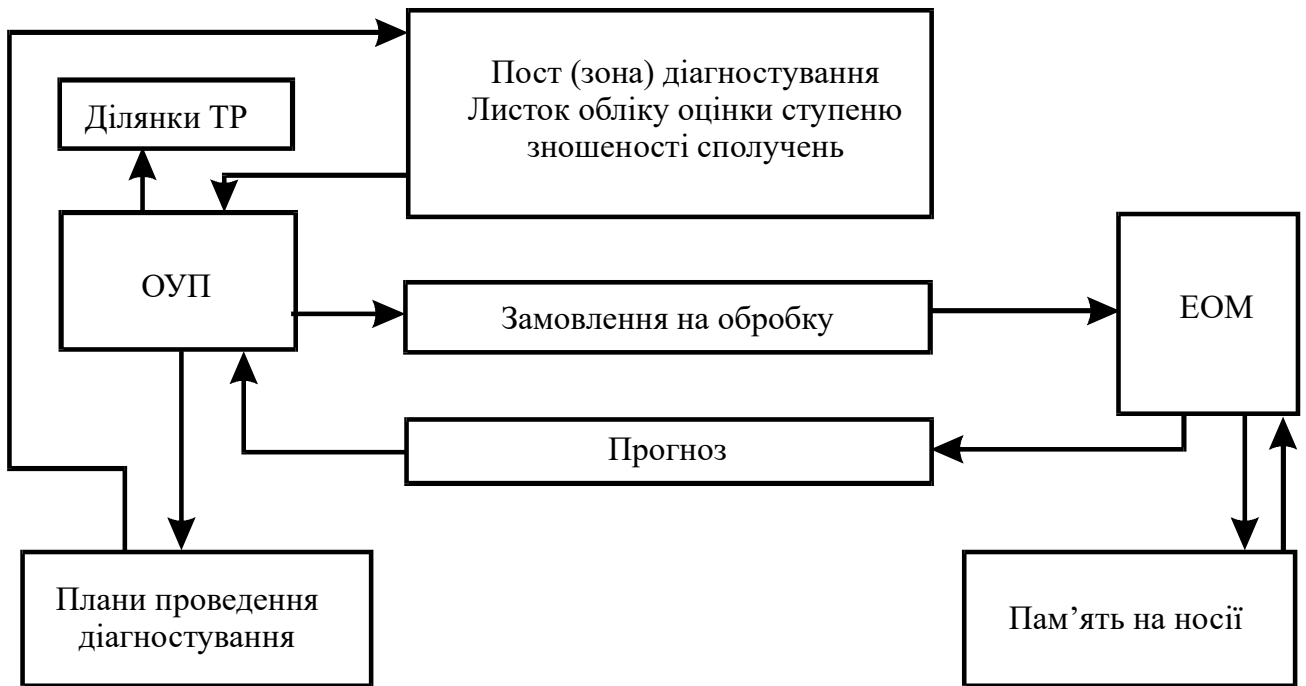 Пост (зона) діагностування
Листок обліку оцінки ступеню
зношеності сполучень
Ділянки ТР
ОУП
Замовлення на обробку
ЕОМ
Прогноз
Плани проведення
діагностування
Пам’ять на носії